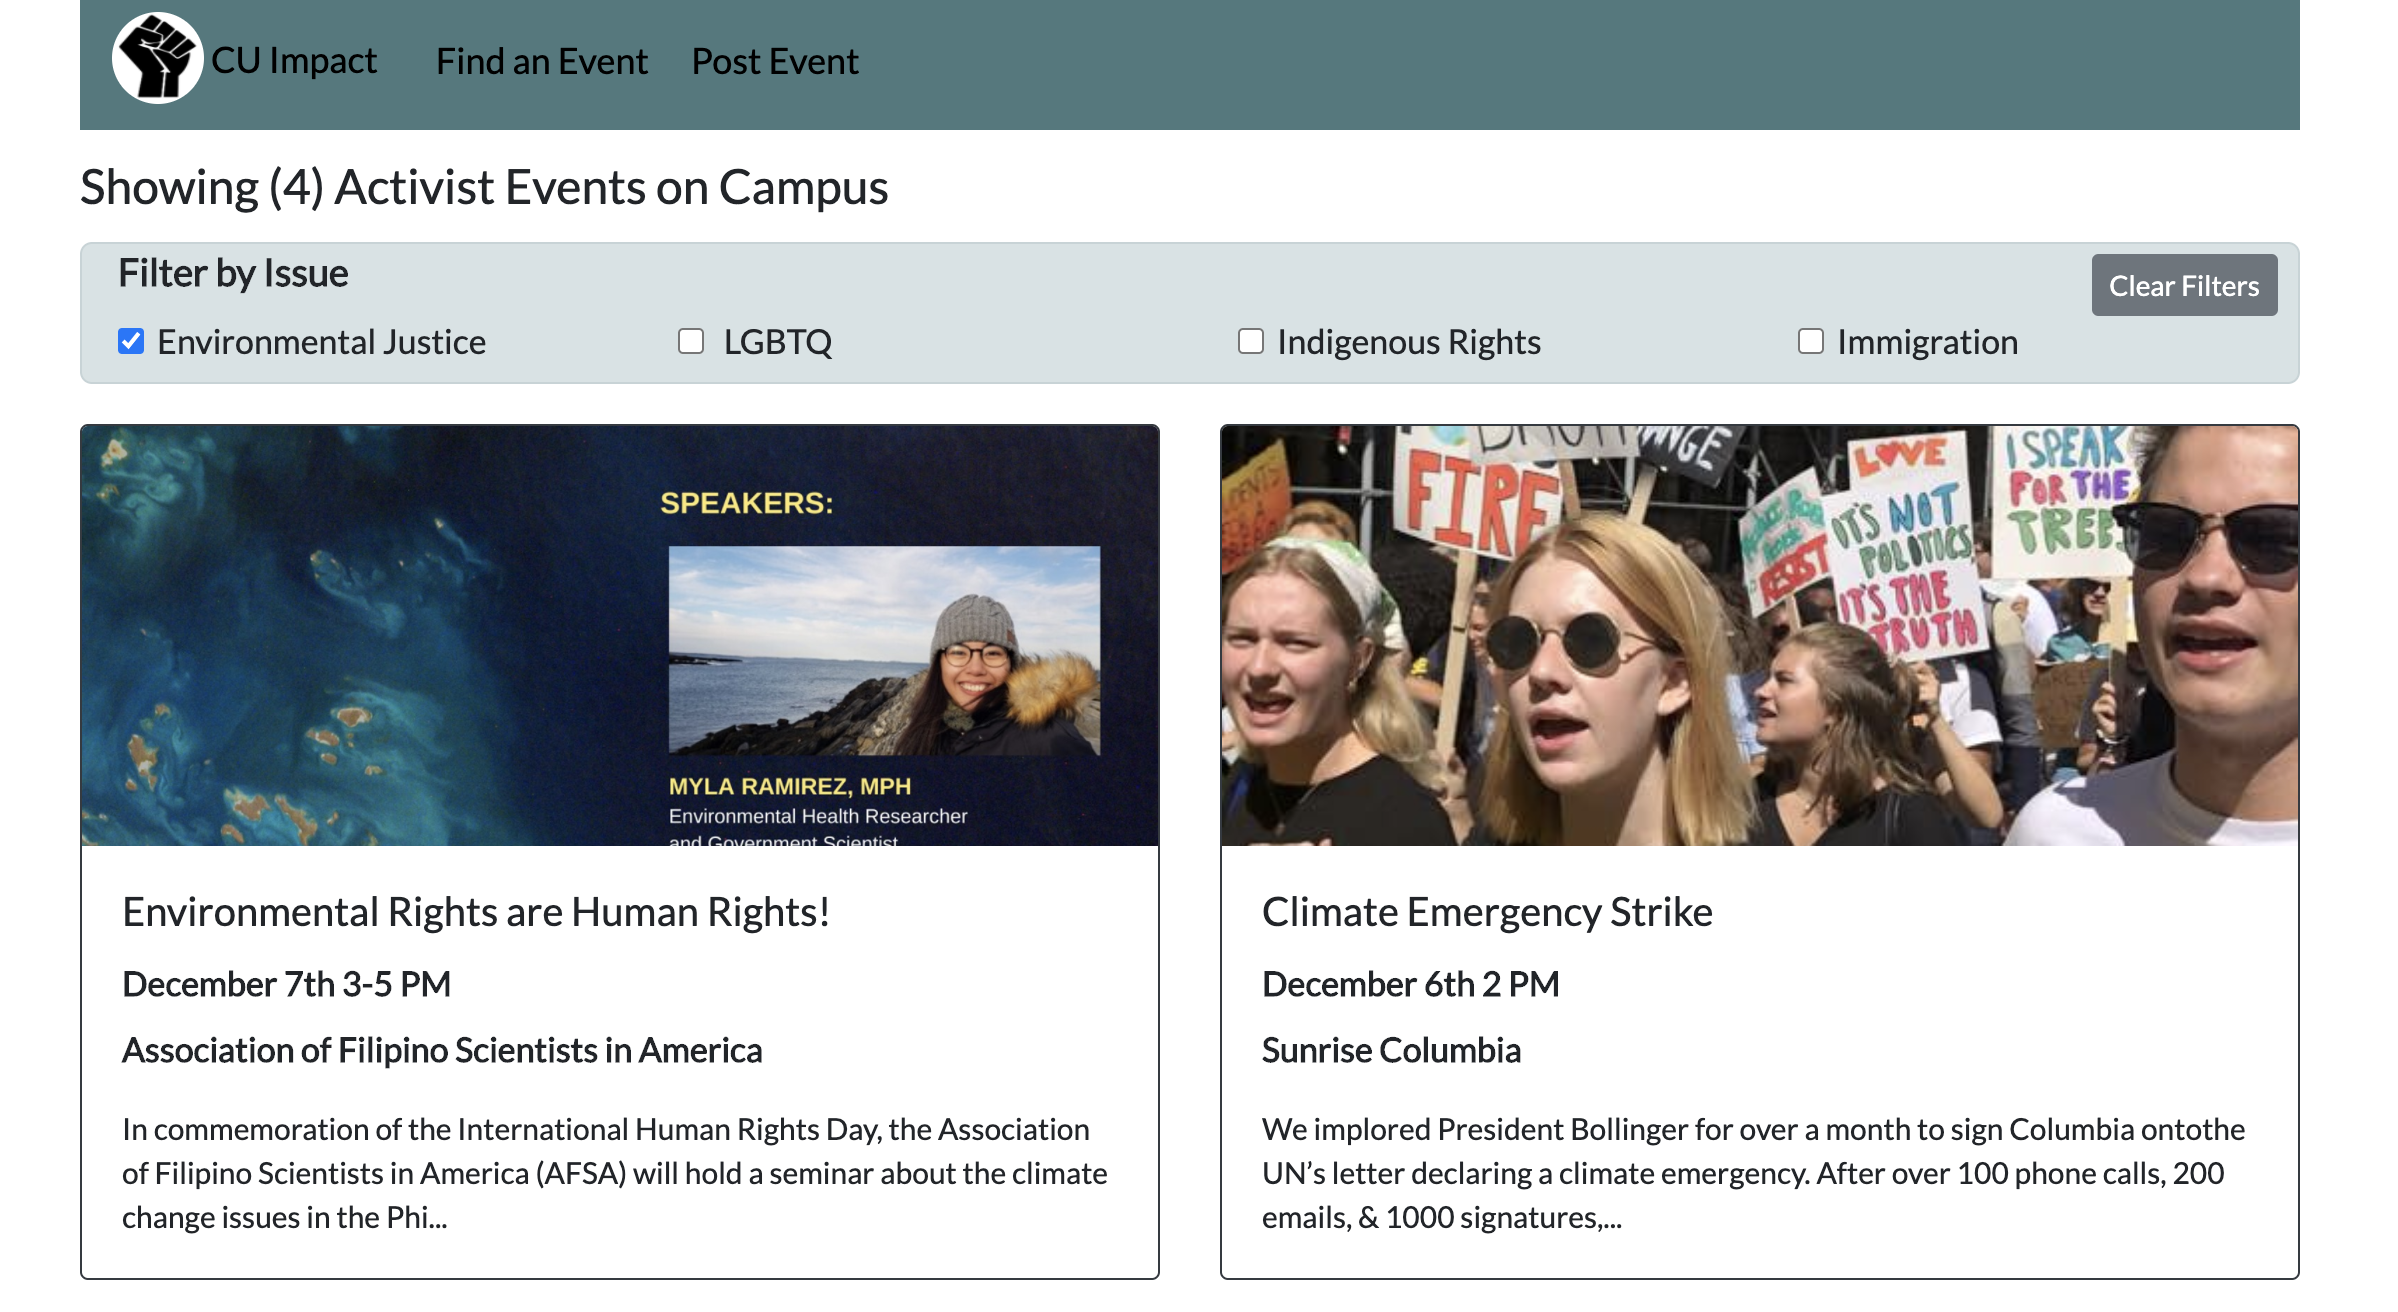 CU Impact Find an Event Post Event
Showing (4) Activist Events on Campus
Filter by Issue
Clear Filters
Environmental Justice LGBTQ Indigenous Rights Immigration
SPEAKERS:
MYLA RAMIREZ, MPH
Environmental Health Researcher
and Government Scientist
FIRE
LOVE
IT'S NOT
POLITICS
IT'S THE
TRUTH
RESIST
I SPEAK
FOR THE
TREES
Environmental Rights are Human Rights!
December 7th 3-5 PM
Association of Filipino Scientists in America
In commemoration of the International Human Rights Day, the Association
of Filipino Scientists in America (AFSA) will hold a seminar about the climate
change issues in the Phi...
Climate Emergency Strike
December 6th 2 PM
Sunrise Columbia
We implored President Bollinger for over a month to sign Columbia ontothe
UN’s letter declaring a climate emergency. After over 100 phone calls, 200
emails, & 1000 signatures,...